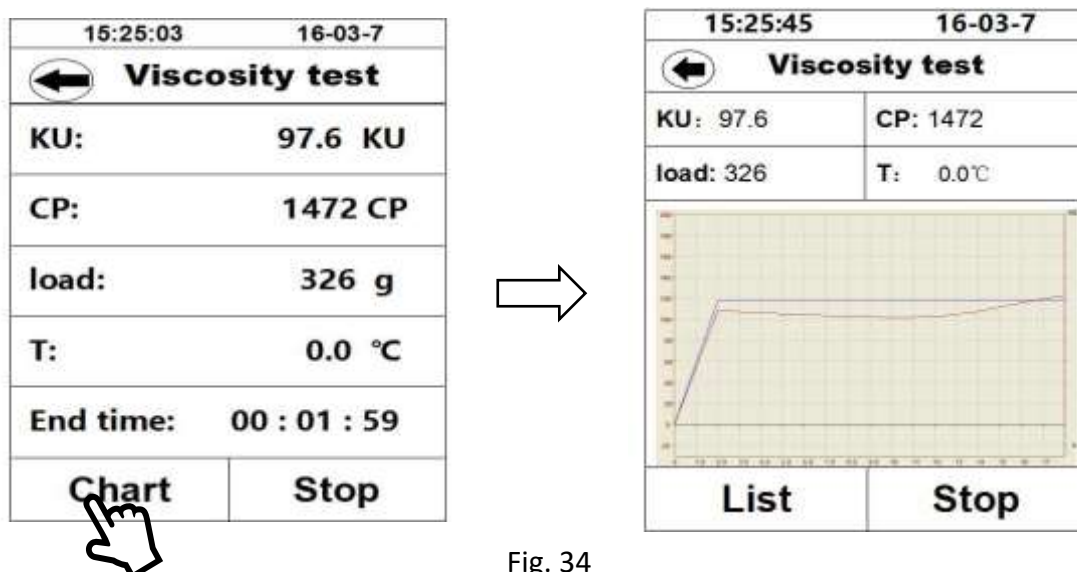 15:25:03 16-03-7
Viscosity test
KU: 97.6 KU
CP: 1472 CP
load: 326 g
T: 0.0 ℃
End time: 00 : 01 : 59
Chart Stop
15:25:45 16-03-7
Viscosity test
KU: 97.6 CP: 1472
load: 326 T: 0.0℃
List Stop
Fig. 34